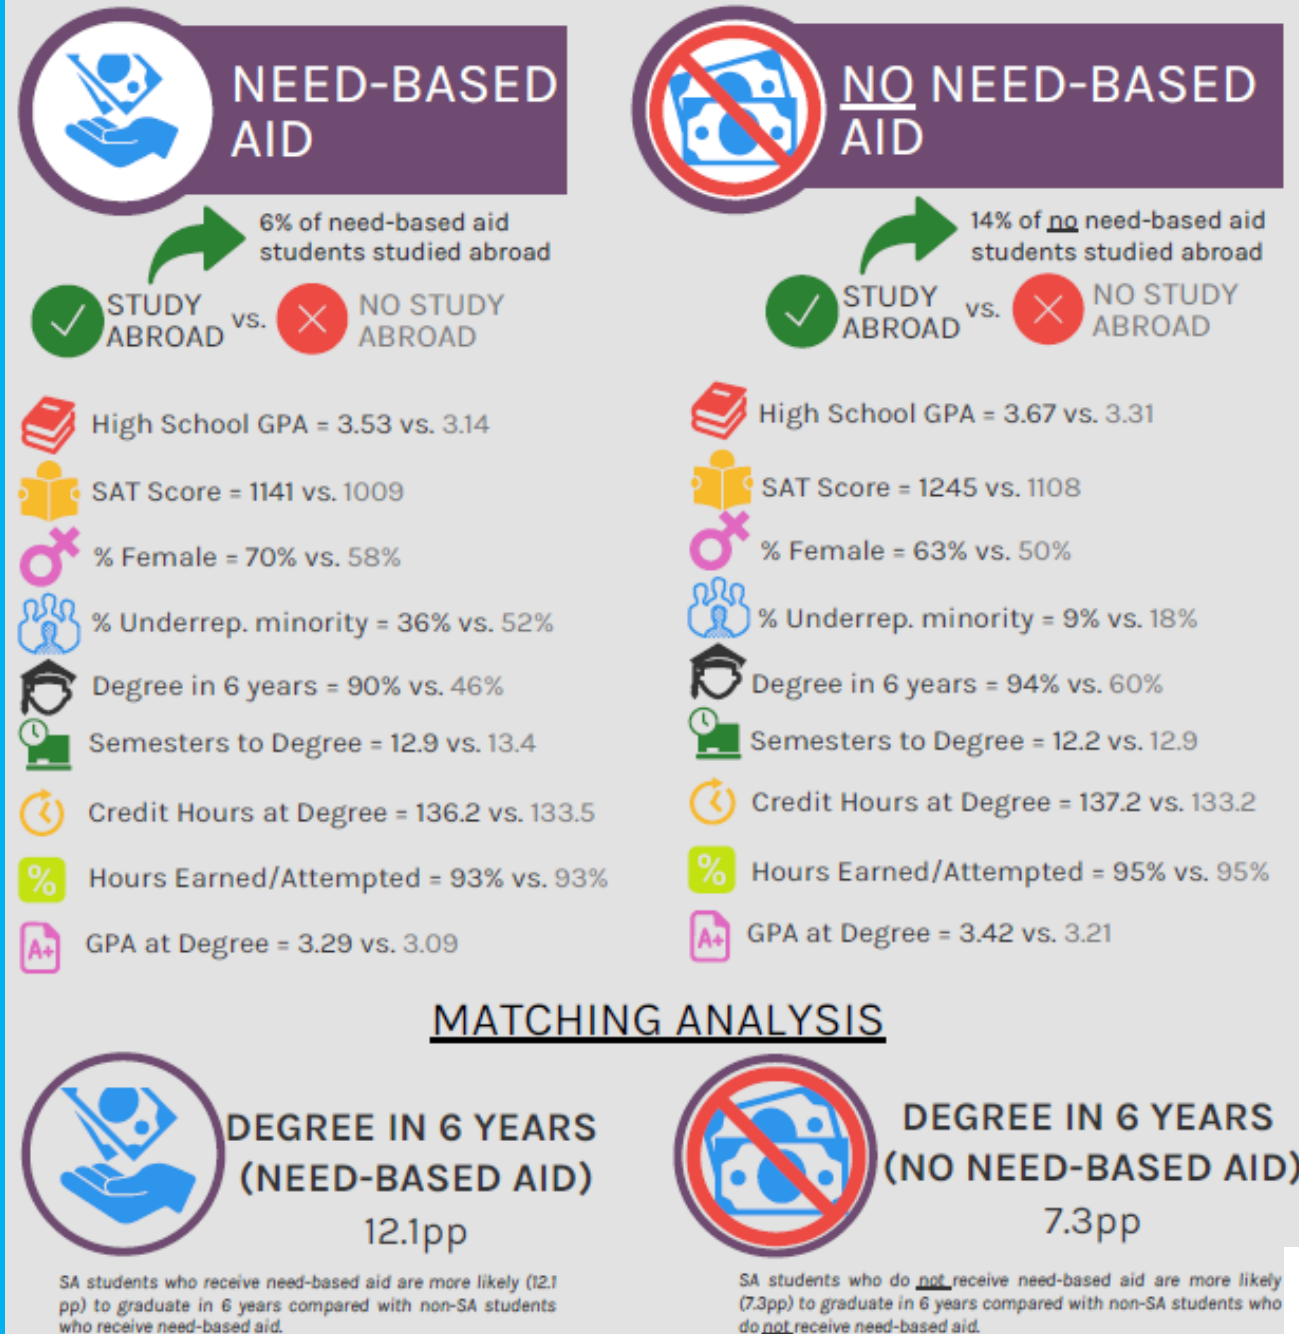 NEED-BASED
AID
6% of need-based aid
students studied abroad
STUDY
ABROAD
vs.
NO STUDY
ABROAD
High School GPA = 3.53 vs. 3.14
SAT Score = 1141 vs. 1009
% Female = 70% vs. 58%
% Underrep. minority = 36% vs. 52%
Degree in 6 years = 90% vs. 46%
Semesters to Degree = 12.9 vs. 13.4
Credit Hours at Degree = 136.2 vs. 133.5
%
Hours Earned/Attempted = 93% vs. 93%
A+
GPA at Degree = 3.29 vs. 3.09
NO NEED-BASED
AID
14% of no need-based aid
students studied abroad
STUDY
ABROAD
vs.
NO STUDY
ABROAD
High School GPA = 3.67 vs. 3.31
SAT Score = 1245 vs. 1108
% Female = 63% vs. 50%
% Underrep. minority = 9% vs. 18%
Degree in 6 years = 94% vs. 60%
Semesters to Degree = 12.2 vs. 12.9
Credit Hours at Degree = 137.2 vs. 133.2
%
Hours Earned/Attempted = 95% vs. 95%
A+
GPA at Degree = 3.42 vs. 3.21
MATCHING ANALYSIS
DEGREE IN 6 YEARS
(NEED-BASED AID)
12.1pp
SA students who receive need-based aid are more likely (12.1
pp) to graduate in 6 years compared with non-SA students
who receive need-based aid.
DEGREE IN 6 YEARS
(NO NEED-BASED AID)
7.3pp
SA students who do not receive need-based aid are more likely
(7.3pp) to graduate in 6 years compared with non-SA students who
do not receive need-based aid.